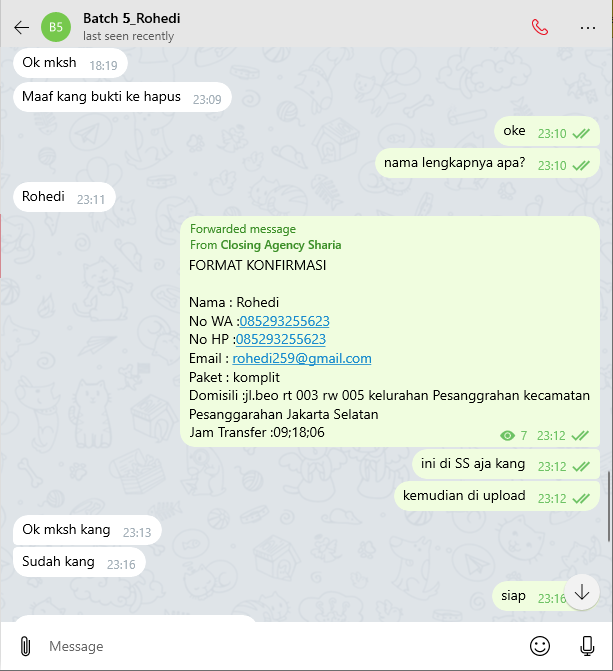 B5
Batch 5_Rohedi
last seen recently
Ok mksh 18:19
Maaf kang bukti ke hapus 23:09
oke 23:10
nama lengkapnya apa? 23:10
Rohedi 23:11
Forwarded message
From Closing Agency Sharia
FORMAT KONFIRMASI
Nama : Rohedi
No WA :085293255623
No HP :085293255623
Email : rohedi259@gmail.com
Paket : komplit
Domisili :jl.beo rt 003 rw 005 kelurahan Pesanggrahan kecamatan
Pesanggarahan Jakarta Selatan
Jam Transfer :09;18;06
7 23:12
ini di SS aja kang 23:12
kemudian di upload 23:12
Ok mksh kang 23:13
Sudah kang 23:16
siap 23:16
Message